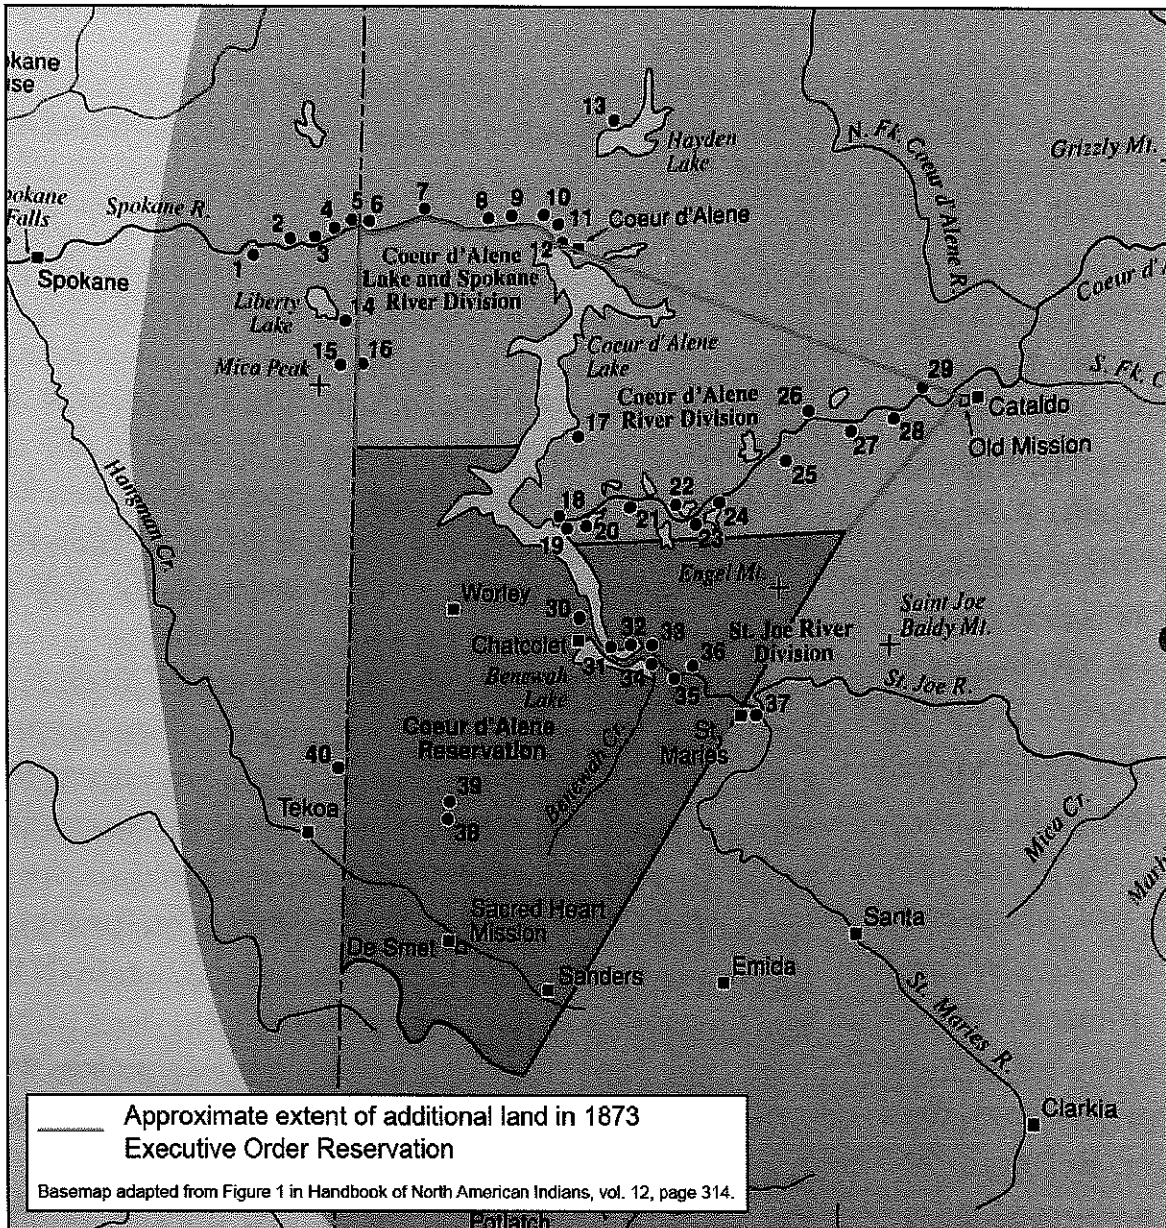 kane
use
13
Hayden
Lake
N. Fk. Coeur d'Alene R.
Grizzly Mt.
pokane
Falls
Spokane R.
Spokane
1
2
3
4
5
6
7
8
9
10
11
12
Coeur d'Alene
Coeur d'Alene
Lake and Spokane
River Division
Coeur d'A
Liberty
Lake
14
15
16
Mica Peak
Coeur d'Alene
Lake
Coeur d'Alene
River Division
17
26
29
S. Fk. C
Cataldo
Old Mission
27
28
25
Hangman Cr.
18
19
20
21
22
23
24
Engel Mt.
Worley
30
Chatcolet
31
32
33
34
35
36
St. Joe River
Division
Saint Joe
Baldy Mt.
St. Joe R.
Benewah
Lake
37
St.
Maries
Coeur d'Alene
Reservation
Benewah Cr.
40
39
38
Tekoa
Mica Cr.
Marb
Sacred Heart
Mission
De Smet
Sanders
Emida
Santa
St. Maries R.
Clarkia
Approximate extent of additional land in 1873
Executive Order Reservation
Basemap adapted from Figure 1 in Handbook of North American Indians, vol. 12, page 314.
Potlatch